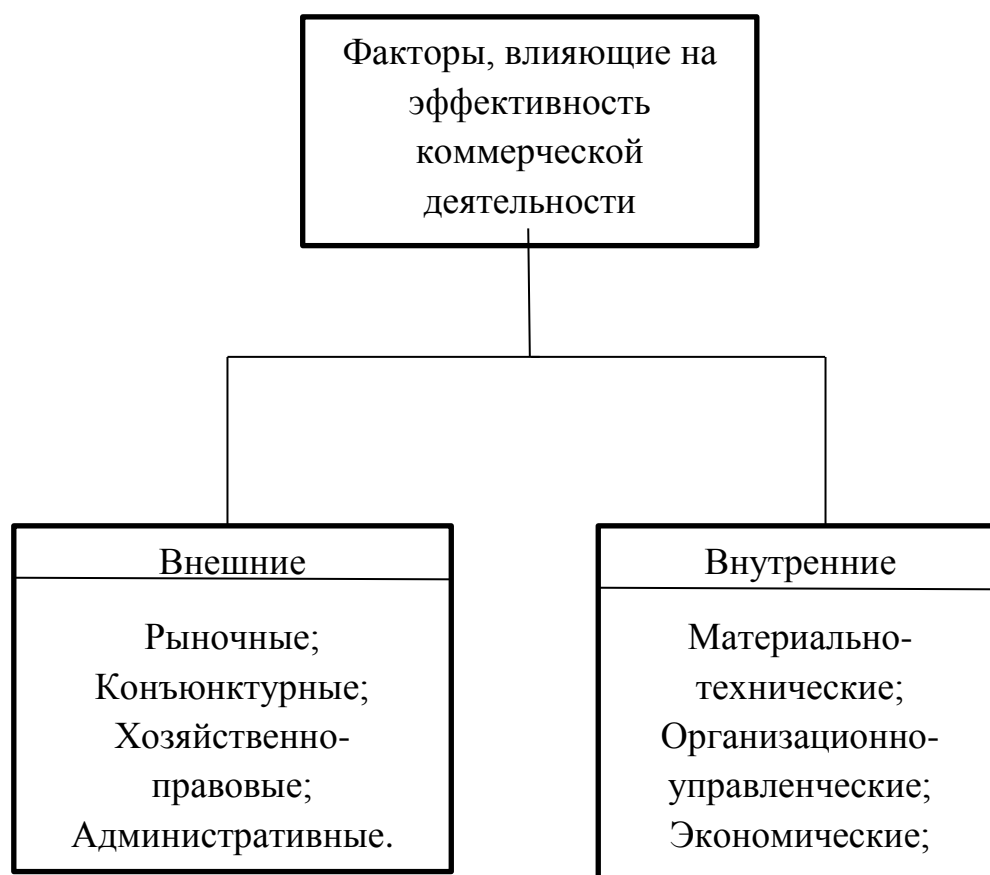 Факторы, влияющие на
эффективность
коммерческой
деятельности
Внешние
Рыночные;
Конъюнктурные;
Хозяйственно-
правовые;
Административные.
Внутренние
Материально-
технические;
Организационно-
управленческие;
Экономические;